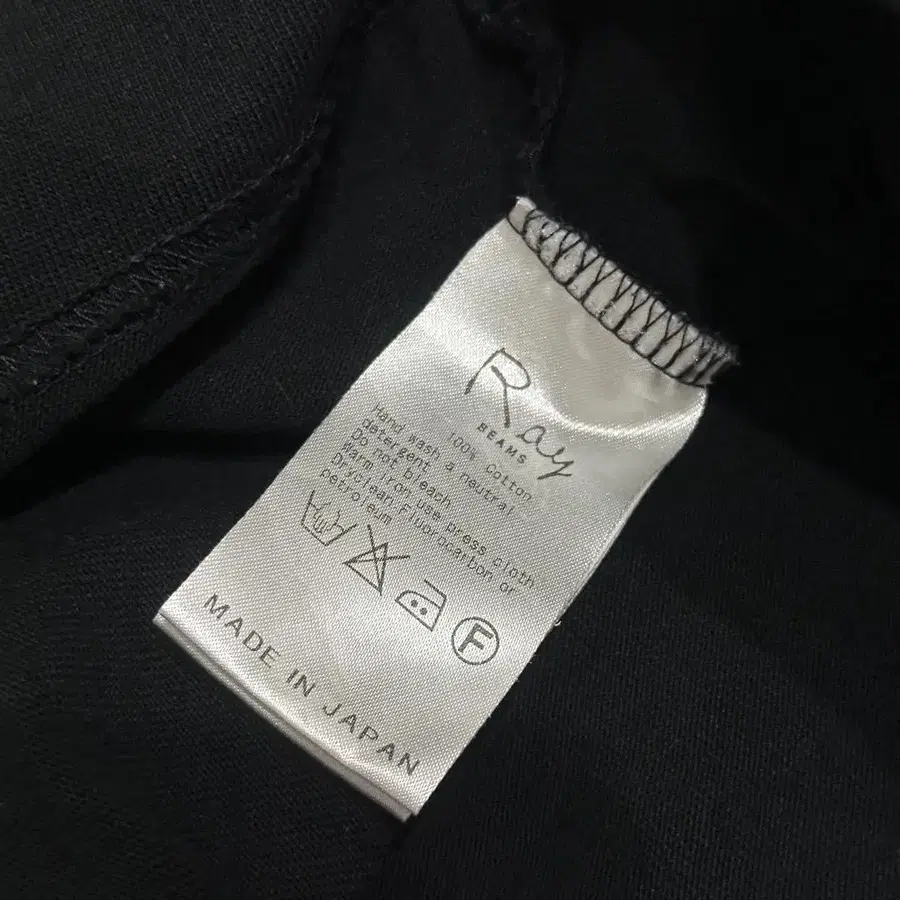 Ray
BEAMS
100% Cotton
Hand wash a neutral
detergent
Do not bleach
Warm iron use press cloth
Dryclean Fluorocarbon or
petroleum
F
MADE IN JAPAN